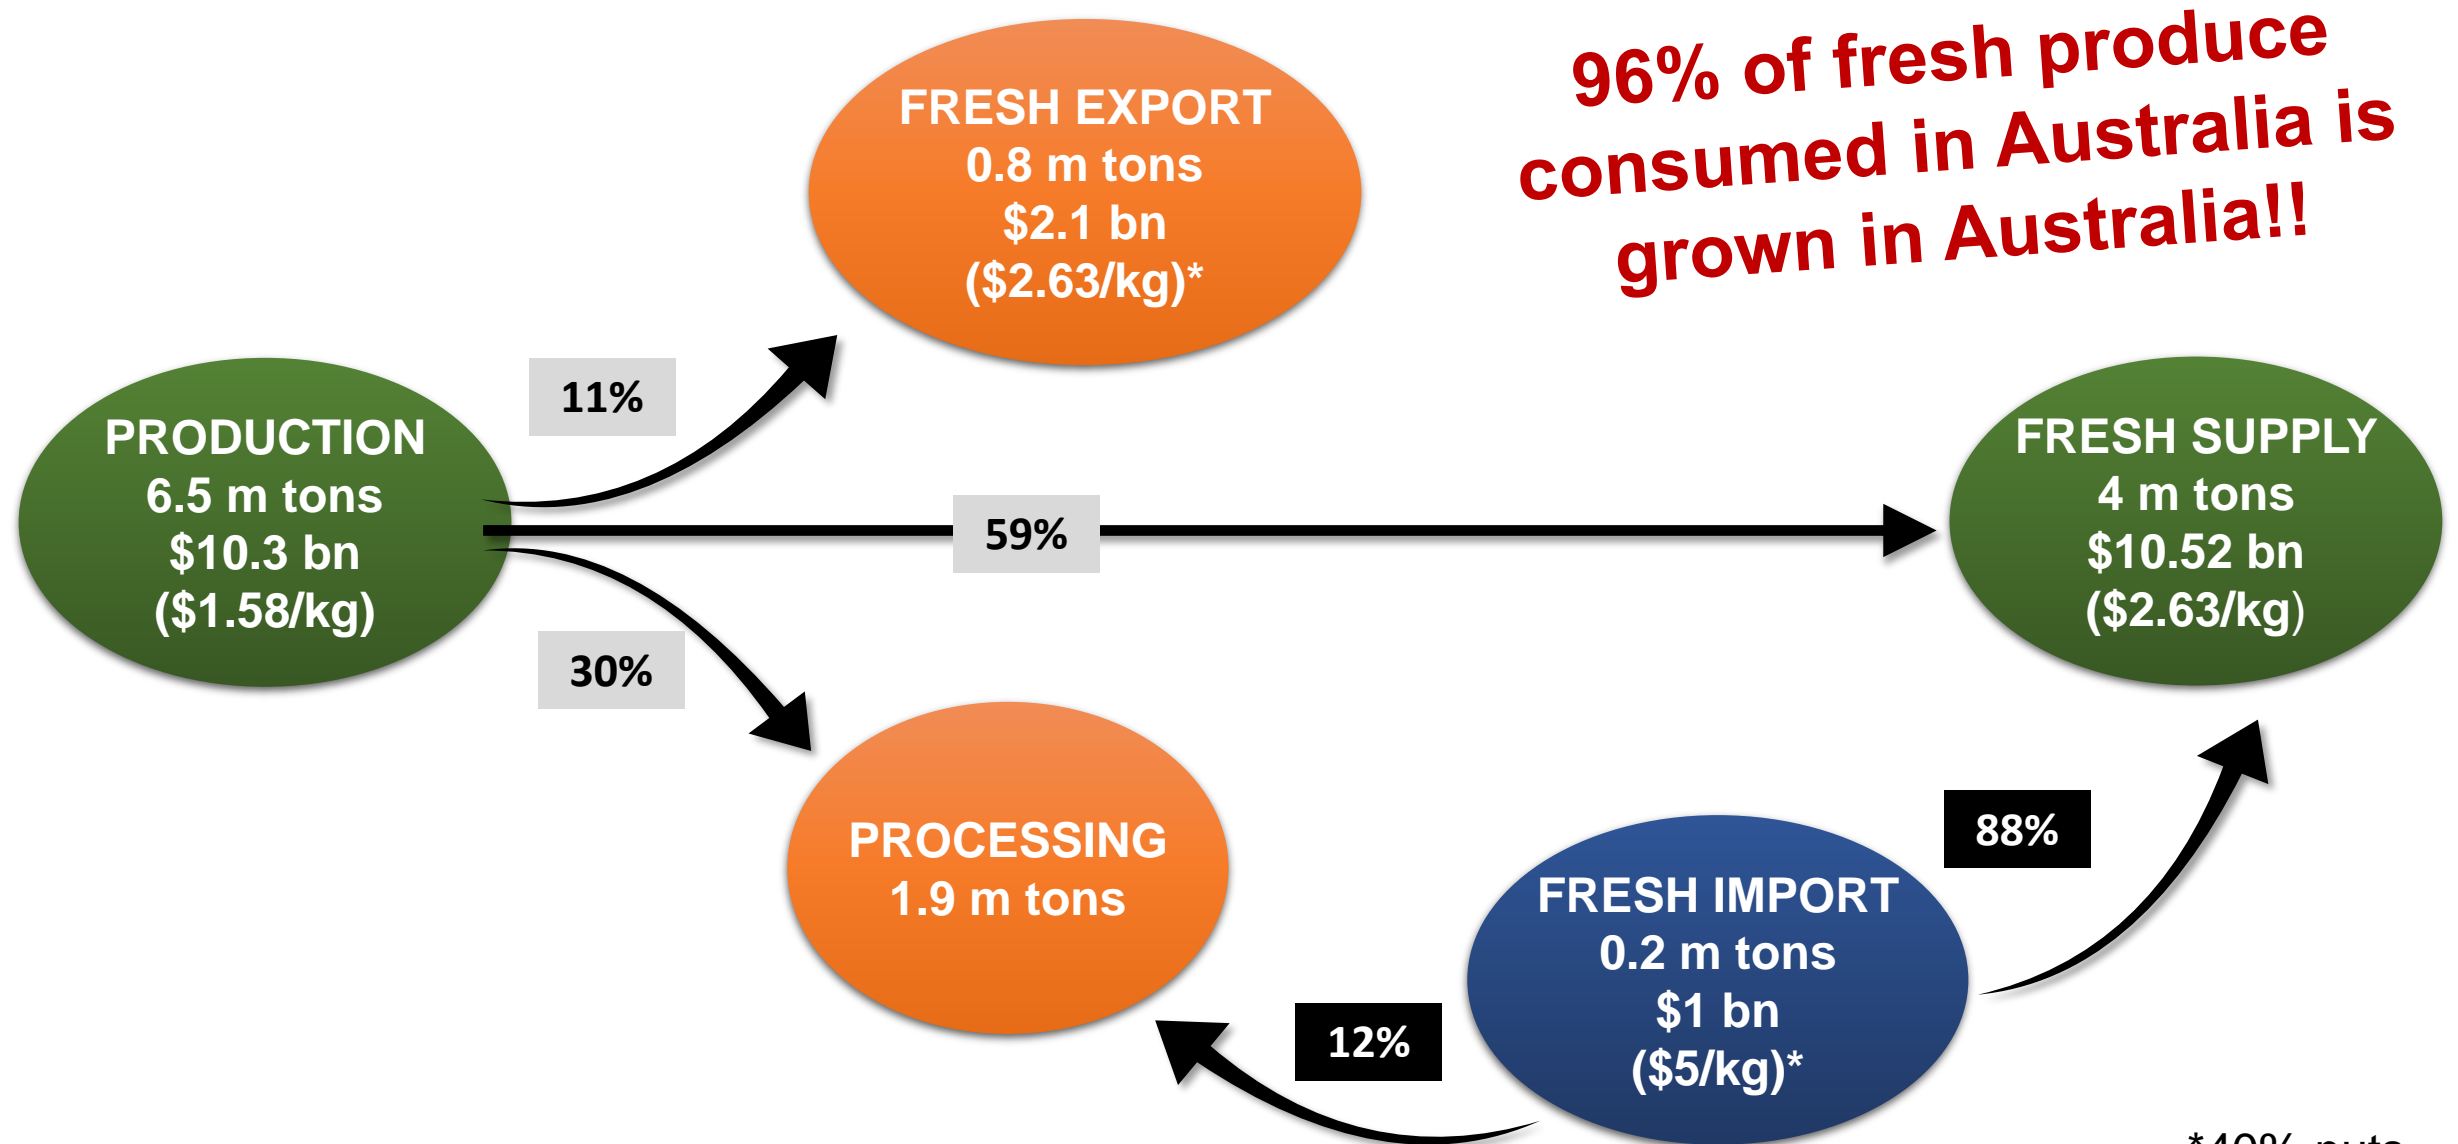 96% of fresh produce
consumed in Australia is
grown in Australia!!
FRESH EXPORT
0.8 m tons
$2.1 bn
($2.63/kg)*
11%
PRODUCTION
6.5 m tons
$10.3 bn
($1.58/kg)
59%
FRESH SUPPLY
4 m tons
$10.52 bn
($2.63/kg)
30%
PROCESSING
1.9 m tons
88%
FRESH IMPORT
0.2 m tons
$1 bn
($5/kg)*
12%
*40% nuts